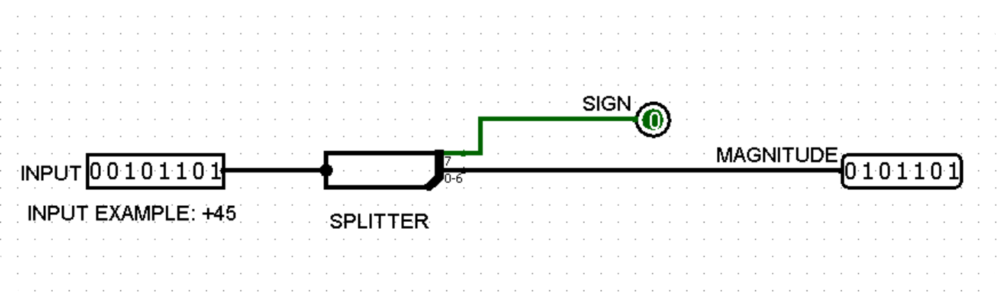 SIGN
0
MAGNITUDE
INPUT 00101101
7
0-6
0101101
INPUT EXAMPLE: +45
SPLITTER